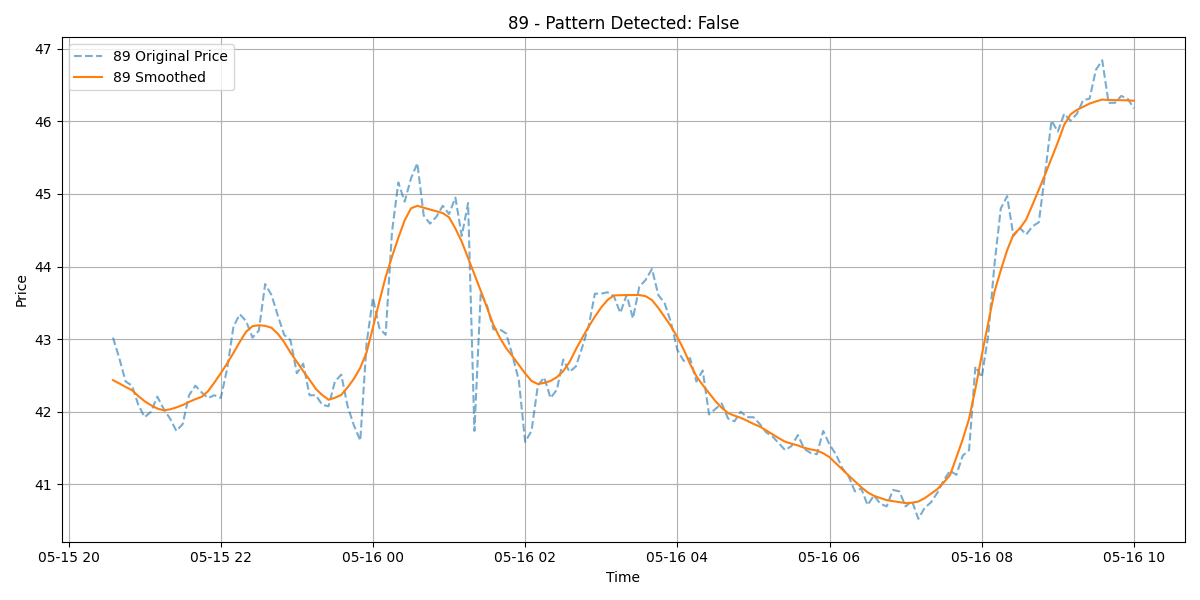 89 - Pattern Detected: False
89 Original Price
89 Smoothed
Price
47
46
45
44
43
42
41
05-15 20 05-15 22 05-16 00 05-16 02 05-16 04 05-16 06 05-16 08 05-16 10
Time